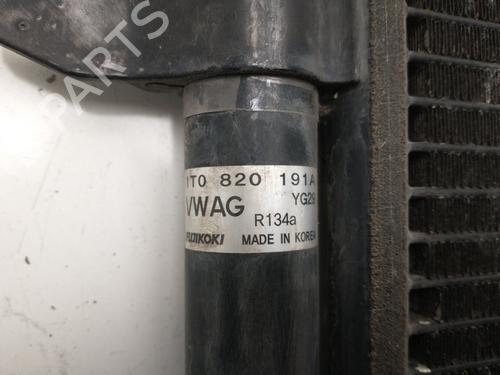 PARTS
1T0 820 191A
VWAG YG29
R134a
FUJIKOKI MADE IN KOREA